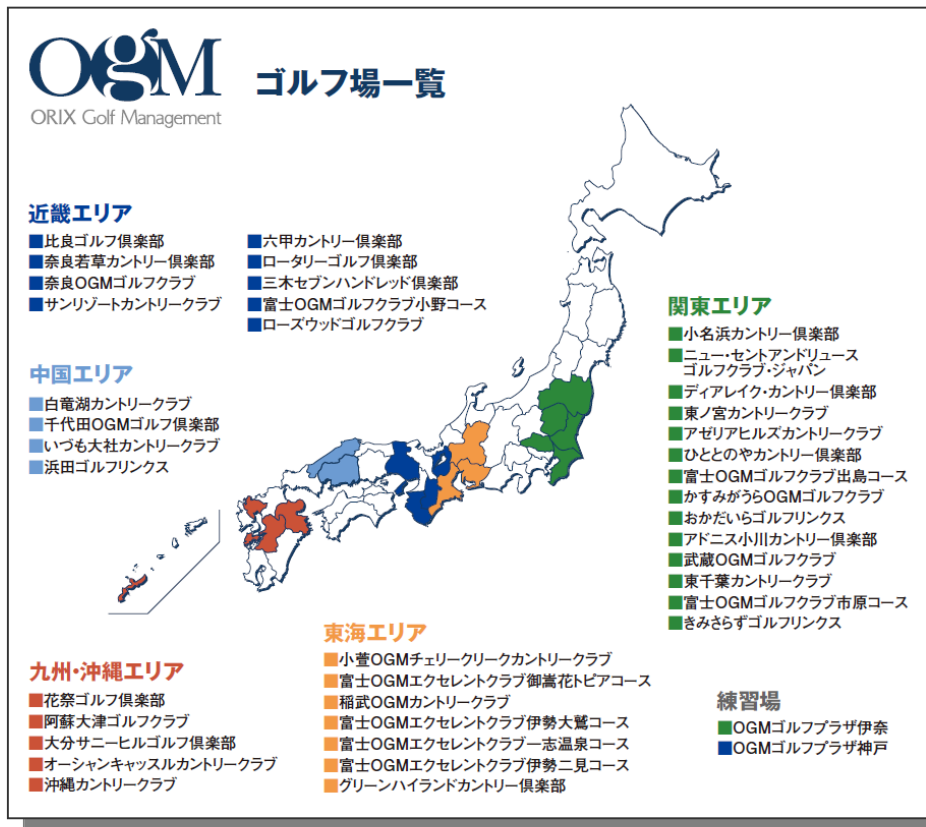 OgM
ORIX Golf Management
ゴルフ場一覧
近畿エリア
比良ゴルフ倶楽部
奈良若草カントリー倶楽部
奈良OGMゴルフクラブ
サンリゾートカントリークラブ
六甲カントリー倶楽部
ロータリーゴルフ倶楽部
三木セブンハンドレッド倶楽部
富士OGMゴルフクラブ小野コース
ローズウッドゴルフクラブ
中国エリア
白竜湖カントリークラブ
千代田OGMゴルフ倶楽部
いづも大社カントリークラブ
浜田ゴルフリンクス
関東エリア
小名浜カントリー倶楽部
ニュー・セントアンドリュース
ゴルフクラブ・ジャパン
ディアレイク・カントリー倶楽部
東ノ宮カントリークラブ
アゼリアヒルズカントリークラブ
ひととのやカントリー倶楽部
富士OGMゴルフクラブ出島コース
かすみがうらOGMゴルフクラブ
おかだいらゴルフリンクス
アドニス小川カントリー倶楽部
武蔵OGMゴルフクラブ
東千葉カントリークラブ
富士OGMゴルフクラブ市原コース
きみさらずゴルフリンクス
九州・沖縄エリア
花祭ゴルフ倶楽部
阿蘇大津ゴルフクラブ
大分サニーヒルゴルフ倶楽部
オーシャンキャッスルカントリークラブ
沖縄カントリークラブ
東海エリア
小萱OGMチェリークリークカントリークラブ
富士OGMエクセレントクラブ御嵩花トピアコース
稲武OGMカントリークラブ
富士OGMエクセレントクラブ伊勢大鷲コース
富士OGMエクセレントクラブ一志温泉コース
富士OGMエクセレントクラブ伊勢二見コース
グリーンハイランドカントリー倶楽部
練習場
OGMゴルフプラザ伊奈
OGMゴルフプラザ神戸